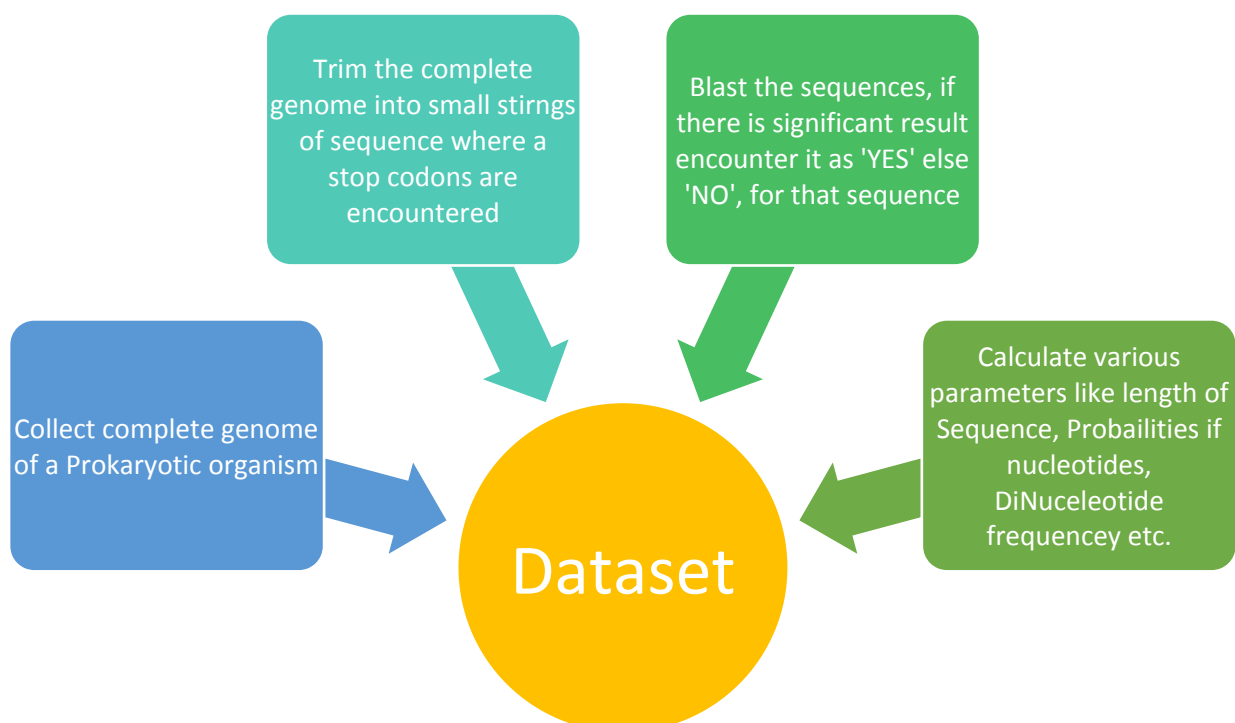 Collect complete genome
of a Prokaryotic organism
Trim the complete
genome into small stirngs
of sequence where a
stop codons are
encountered
Blast the sequences, if
there is significant result
encounter it as 'YES' else
'NO', for that sequence
Calculate various
parameters like length of
Sequence, Probailities if
nucleotides,
DiNuceleotide
frequencey etc.
Dataset